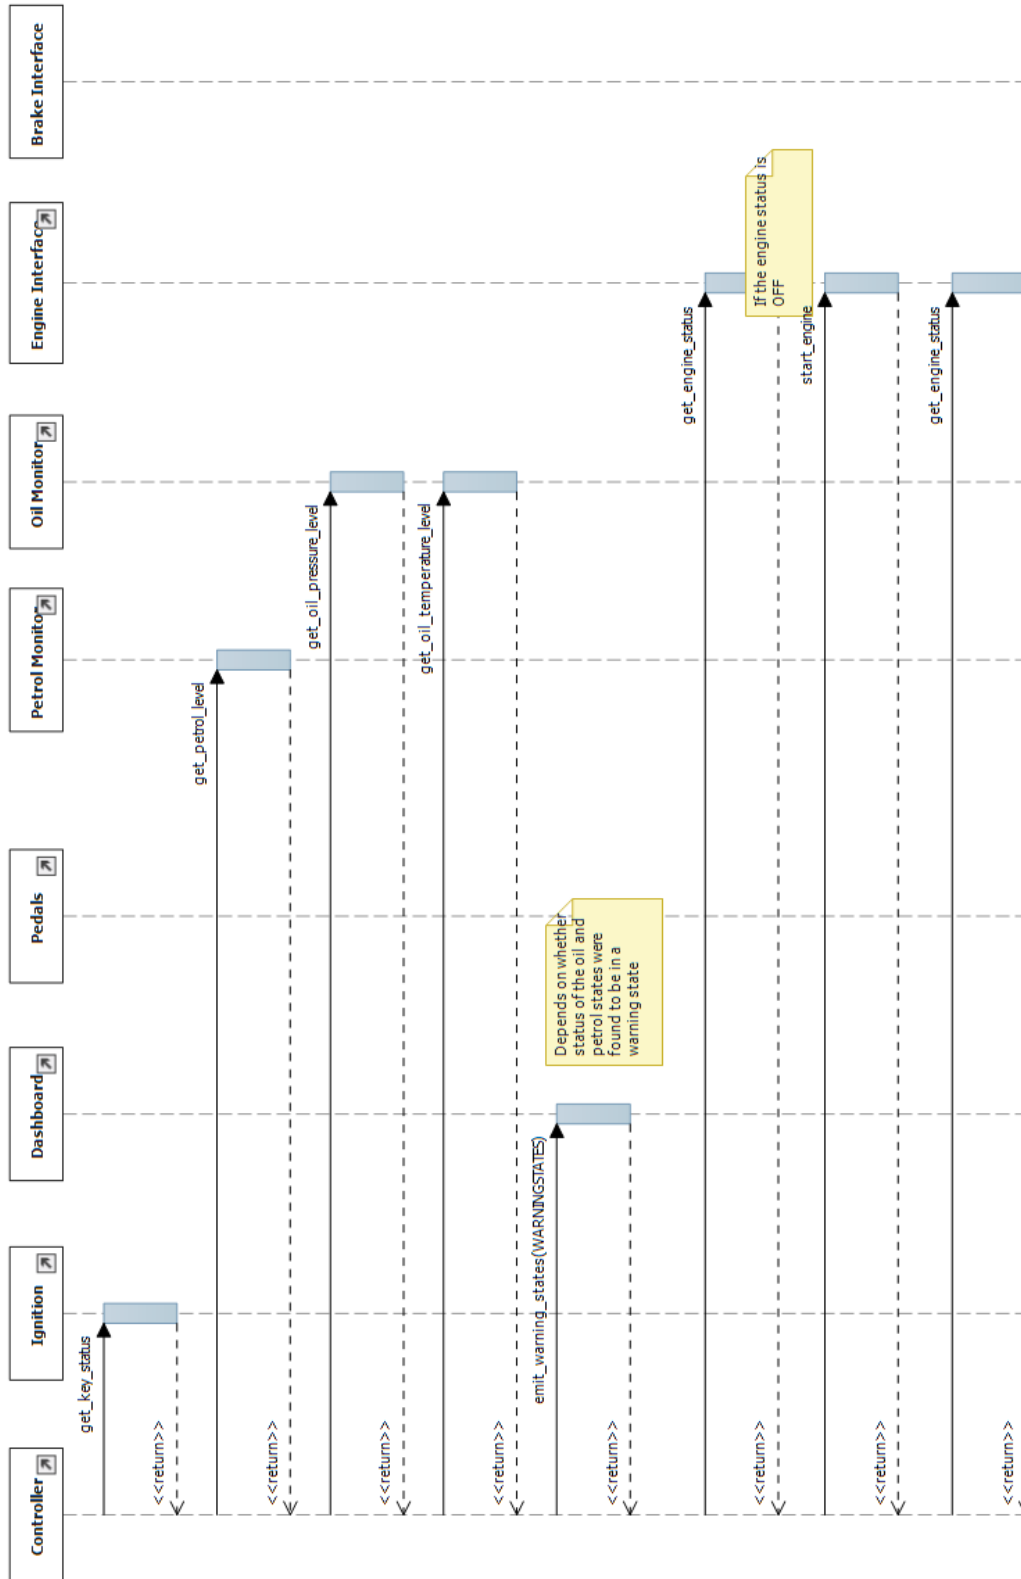 Controller
Ignition
Dashboard
Pedals
Petrol Monitor
Oil Monitor
Engine Interface
Brake Interface
get_key_status
<<return>>
get_petrol_level
<<return>>
get_oil_pressure_level
<<return>>
get_oil_temperature_level
<<return>>
emit_warning_states(WARNINGSTATES)
Depends on whether
status of the oil and
petrol states were
found to be in a
warning state
<<return>>
get_engine_status
If the engine status is
OFF
<<return>>
start_engine
<<return>>
get_engine_status
<<return>>